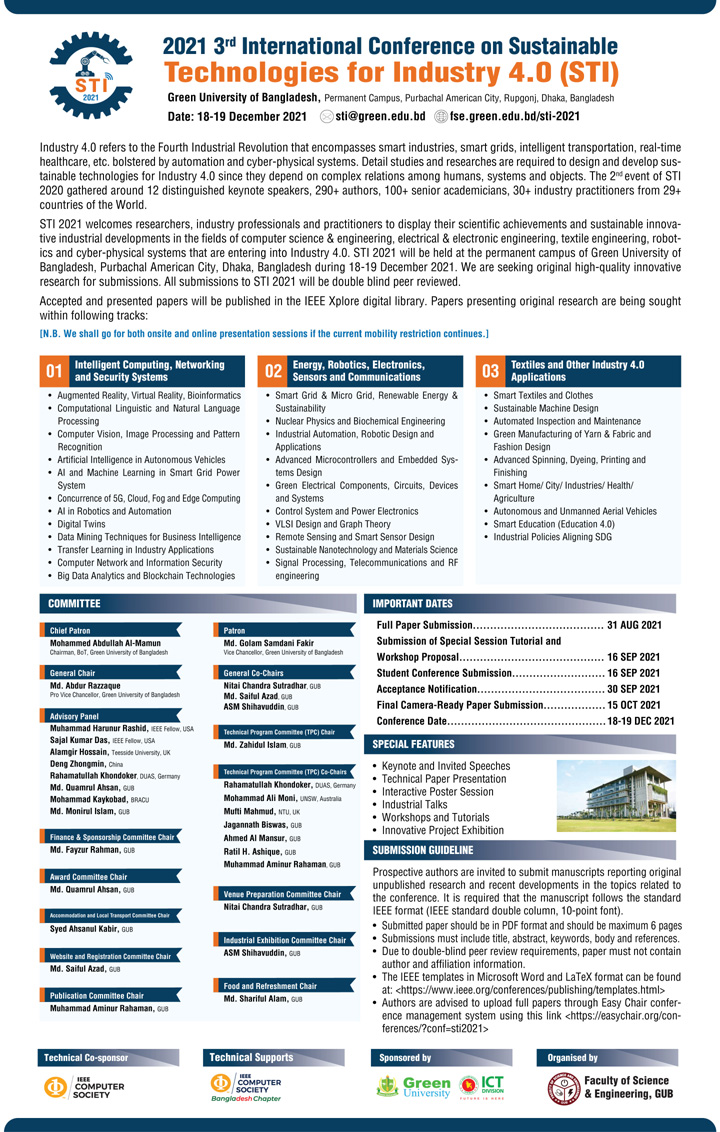 STI
2021
2021 3rd International Conference on Sustainable
Technologies for Industry 4.0 (STI)
Green University of Bangladesh, Permanent Campus, Purbachal American City, Rupgonj, Dhaka, Bangladesh
Date: 18-19 December 2021 sti@green.edu.bd fse.green.edu.bd/sti-2021
Industry 4.0 refers to the Fourth Industrial Revolution that encompasses smart industries, smart grids, intelligent transportation, real-time
healthcare, etc. bolstered by automation and cyber-physical systems. Detail studies and researches are required to design and develop sus-
tainable technologies for Industry 4.0 since they depend on complex relations among humans, systems and objects. The 2nd event of STI
2020 gathered around 12 distinguished keynote speakers, 290+ authors, 100+ senior academicians, 30+ industry practitioners from 29+
countries of the World.
STI 2021 welcomes researchers, industry professionals and practitioners to display their scientific achievements and sustainable innova-
tive industrial developments in the fields of computer science & engineering, electrical & electronic engineering, textile engineering, robot-
ics and cyber-physical systems that are entering into Industry 4.0. STI 2021 will be held at the permanent campus of Green University of
Bangladesh, Purbachal American City, Dhaka, Bangladesh during 18-19 December 2021. We are seeking original high-quality innovative
research for submissions. All submissions to STI 2021 will be double blind peer reviewed.
Accepted and presented papers will be published in the IEEE Xplore digital library. Papers presenting original research are being sought
within following tracks:
[N.B. We shall go for both onsite and online presentation sessions if the current mobility restriction continues.]
01 Intelligent Computing, Networking
and Security Systems
• Augmented Reality, Virtual Reality, Bioinformatics
• Computational Linguistic and Natural Language
Processing
• Computer Vision, Image Processing and Pattern
Recognition
• Artificial Intelligence in Autonomous Vehicles
• AI and Machine Learning in Smart Grid Power
System
• Concurrence of 5G, Cloud, Fog and Edge Computing
• AI in Robotics and Automation
• Digital Twins
• Data Mining Techniques for Business Intelligence
• Transfer Learning in Industry Applications
• Computer Network and Information Security
• Big Data Analytics and Blockchain Technologies
02 Energy, Robotics, Electronics,
Sensors and Communications
• Smart Grid & Micro Grid, Renewable Energy &
Sustainability
• Nuclear Physics and Biochemical Engineering
• Industrial Automation, Robotic Design and
Applications
• Advanced Microcontrollers and Embedded Sys-
tems Design
• Green Electrical Components, Circuits, Devices
and Systems
• Control System and Power Electronics
• VLSI Design and Graph Theory
• Remote Sensing and Smart Sensor Design
• Sustainable Nanotechnology and Materials Science
• Signal Processing, Telecommunications and RF
engineering
03 Textiles and Other Industry 4.0
Applications
• Smart Textiles and Clothes
• Sustainable Machine Design
• Automated Inspection and Maintenance
• Green Manufacturing of Yarn & Fabric and
Fashion Design
• Advanced Spinning, Dyeing, Printing and
Finishing
• Smart Home/ City/ Industries/ Health/
Agriculture
• Autonomous and Unmanned Aerial Vehicles
• Smart Education (Education 4.0)
• Industrial Policies Aligning SDG
COMMITTEE
Chief Patron
Mohammed Abdullah Al-Mamun
Chairman, BoT, Green University of Bangladesh
General Chair
Md. Abdur Razzaque
Pro Vice Chancellor, Green University of Bangladesh
Advisory Panel
Muhammad Harunur Rashid, IEEE Fellow, USA
Sajal Kumar Das, IEEE Fellow, USA
Alamgir Hossain, Teesside University, UK
Deng Zhongmin, China
Rahamatullah Khondoker, DUAS, Germany
Md. Quamrul Ahsan, GUB
Mohammad Kaykobad, BRACU
Md. Monirul Islam, GUB
Finance & Sponsorship Committee Chair
Md. Fayzur Rahman, GUB
Award Committee Chair
Md. Quamrul Ahsan, GUB
Accommodation and Local Transport Committee Chair
Syed Ahsanul Kabir, GUB
Website and Registration Committee Chair
Md. Saiful Azad, GUB
Publication Committee Chair
Muhammad Aminur Rahaman, GUB
Patron
Md. Golam Samdani Fakir
Vice Chancellor, Green University of Bangladesh
General Co-Chairs
Nitai Chandra Sutradhar, GUB
Md. Saiful Azad, GUB
ASM Shihavuddin, GUB
Technical Program Committee (TPC) Chair
Md. Zahidul Islam, GUB
Technical Program Committee (TPC) Co-Chairs
Rahamatullah Khondoker, DUAS, Germany
Mohammad Ali Moni, UNSW, Australia
Mufti Mahmud, NTU, UK
Jagannath Biswas, GUB
Ahmed Al Mansur, GUB
Ratil H. Ashique, GUB
Muhammad Aminur Rahaman, GUB
Venue Preparation Committee Chair
Nitai Chandra Sutradhar, GUB
Industrial Exhibition Committee Chair
ASM Shihavuddin, GUB
Food and Refreshment Chair
Md. Shariful Alam, GUB
IMPORTANT DATES
Full Paper Submission...................................... 31 AUG 2021
Submission of Special Session Tutorial and
Workshop Proposal.......................................... 16 SEP 2021
Student Conference Submission........................... 16 SEP 2021
Acceptance Notification..................................... 30 SEP 2021
Final Camera-Ready Paper Submission.................. 15 OCT 2021
Conference Date.............................................. 18-19 DEC 2021
SPECIAL FEATURES
• Keynote and Invited Speeches
• Technical Paper Presentation
• Interactive Poster Session
• Industrial Talks
• Workshops and Tutorials
• Innovative Project Exhibition
SUBMISSION GUIDELINE
Prospective authors are invited to submit manuscripts reporting original
unpublished research and recent developments in the topics related to
the conference. It is required that the manuscript follows the standard
IEEE format (IEEE standard double column, 10-point font).
• Submitted paper should be in PDF format and should be maximum 6 pages
• Submissions must include title, abstract, keywords, body and references.
• Due to double-blind peer review requirements, paper must not contain
author and affiliation information.
• The IEEE templates in Microsoft Word and LaTeX format can be found
at: <https://www.ieee.org/conferences/publishing/templates.html>
• Authors are advised to upload full papers through Easy Chair confer-
ence management system using this link <https://easychair.org/con-
ferences/?conf=sti2021>
Technical Co-sponsor
IEEE
COMPUTER
SOCIETY
Technical Supports
IEEE
COMPUTER
SOCIETY
Bangladesh Chapter
Sponsored by
Green
University
ICT
DIVISION
FUTURE IS HERE
Organised by
Faculty of Science
& Engineering, GUB